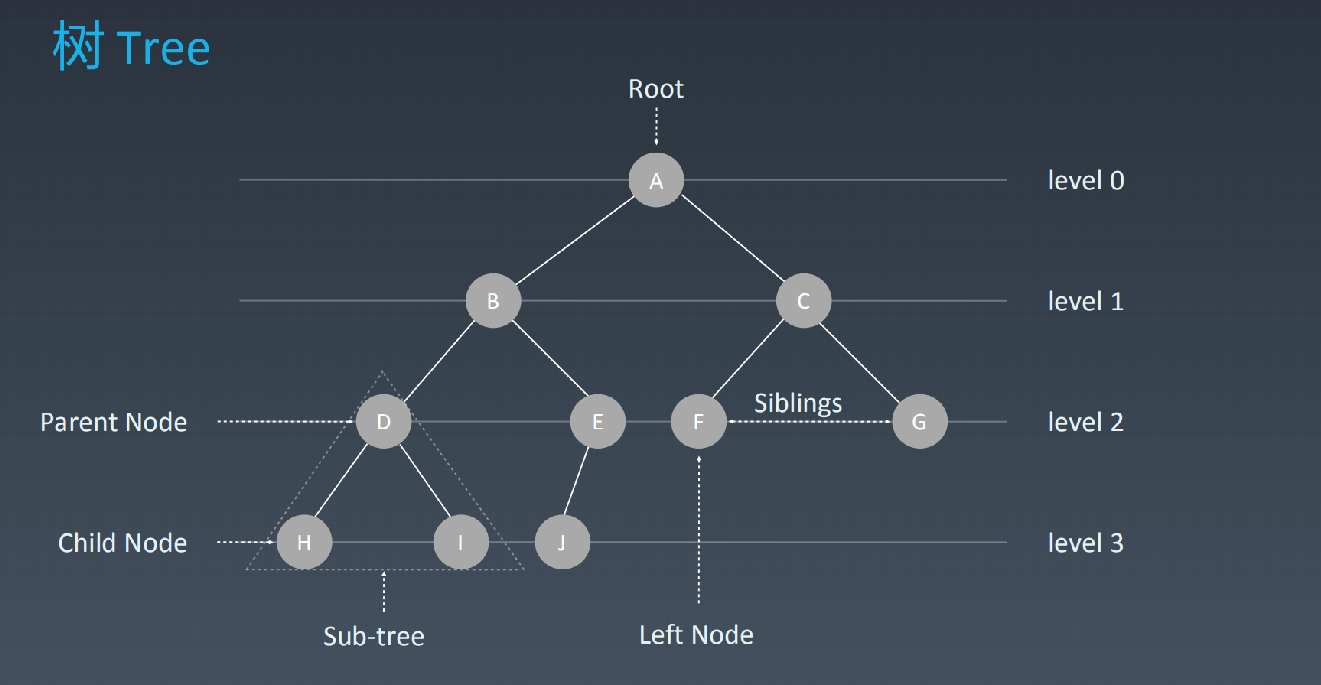 树 Tree
Root
A
level 0
B
C
level 1
Siblings
Parent Node
D
E
F
G
level 2
Child Node
H
I
J
level 3
Sub-tree
Left Node